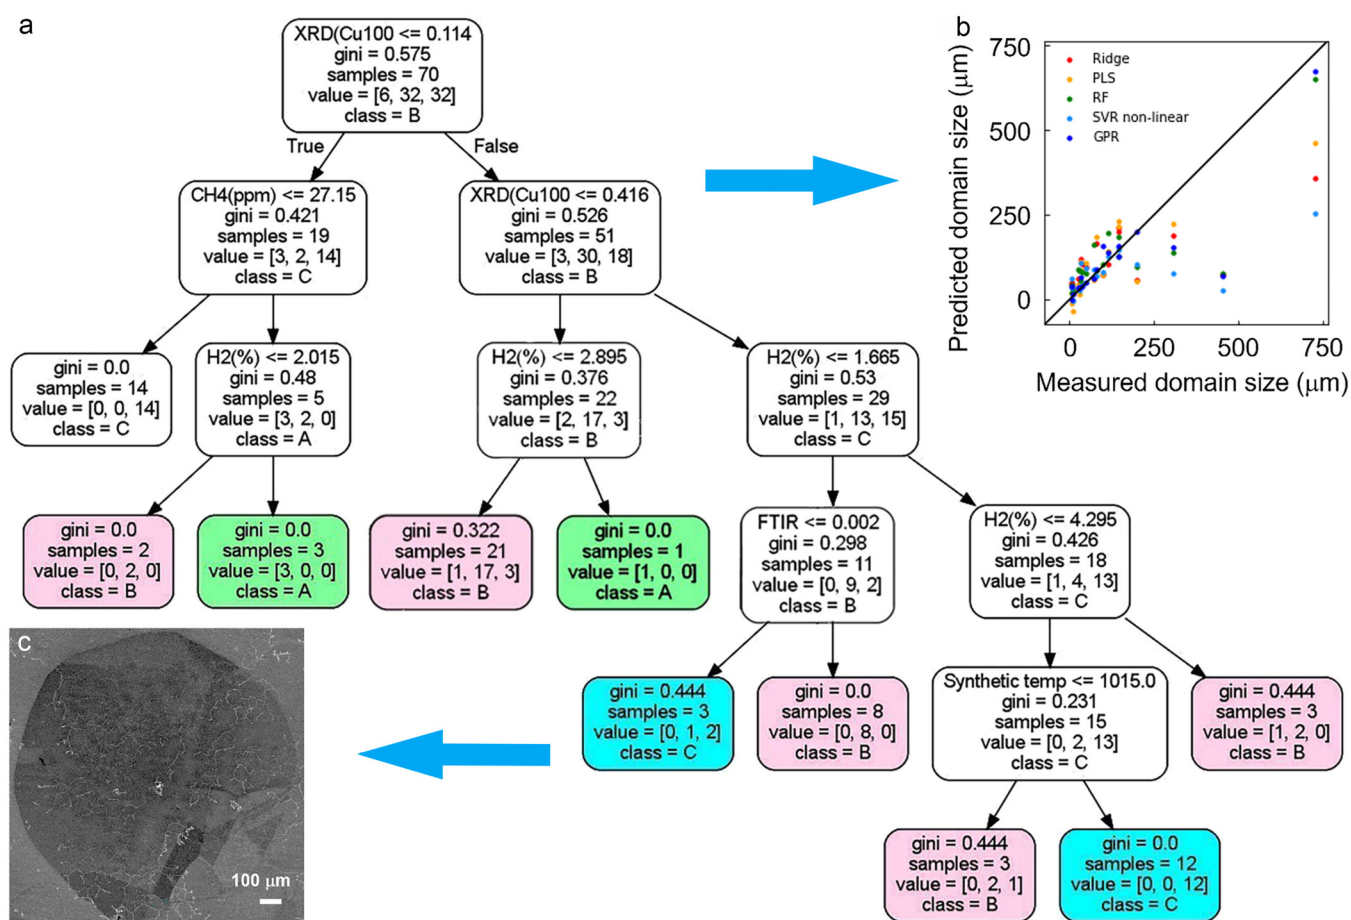 a
XRD(Cu100 <= 0.114
gini = 0.575
samples = 70
value = [6, 32, 32]
class = B
True
False
CH4(ppm) <= 27.15
gini = 0.421
samples = 19
value = [3, 2, 14]
class = C
XRD(Cu100 <= 0.416
gini = 0.526
samples = 51
value = [3, 30, 18]
class = B
gini = 0.0
samples = 14
value = [0, 0, 14]
class = C
H2(%) <= 2.015
gini = 0.48
samples = 5
value = [3, 2, 0]
class = A
H2(%) <= 2.895
gini = 0.376
samples = 22
value = [2, 17, 3]
class = B
H2(%) <= 1.665
gini = 0.53
samples = 29
value = [1, 13, 15]
class = C
gini = 0.0
samples = 2
value = [0, 2, 0]
class = B
gini = 0.0
samples = 3
value = [3, 0, 0]
class = A
gini = 0.322
samples = 21
value = [1, 17, 3]
class = B
gini = 0.0
samples = 1
value = [1, 0, 0]
class = A
FTIR <= 0.002
gini = 0.298
samples = 11
value = [0, 9, 2]
class = B
H2(%) <= 4.295
gini = 0.426
samples = 18
value = [1, 4, 13]
class = C
gini = 0.444
samples = 3
value = [0, 1, 2]
class = C
gini = 0.0
samples = 8
value = [0, 8, 0]
class = B
Synthetic temp <= 1015.0
gini = 0.231
samples = 15
value = [0, 2, 13]
class = C
gini = 0.444
samples = 3
value = [1, 2, 0]
class = B
gini = 0.444
samples = 3
value = [0, 2, 1]
class = B
gini = 0.0
samples = 12
value = [0, 0, 12]
class = C
b
Predicted domain size (μm)
750
500
250
0
Ridge
PLS
RF
SVR non-linear
GPR
0
250
500
750
Measured domain size (μm)
c
100 μm